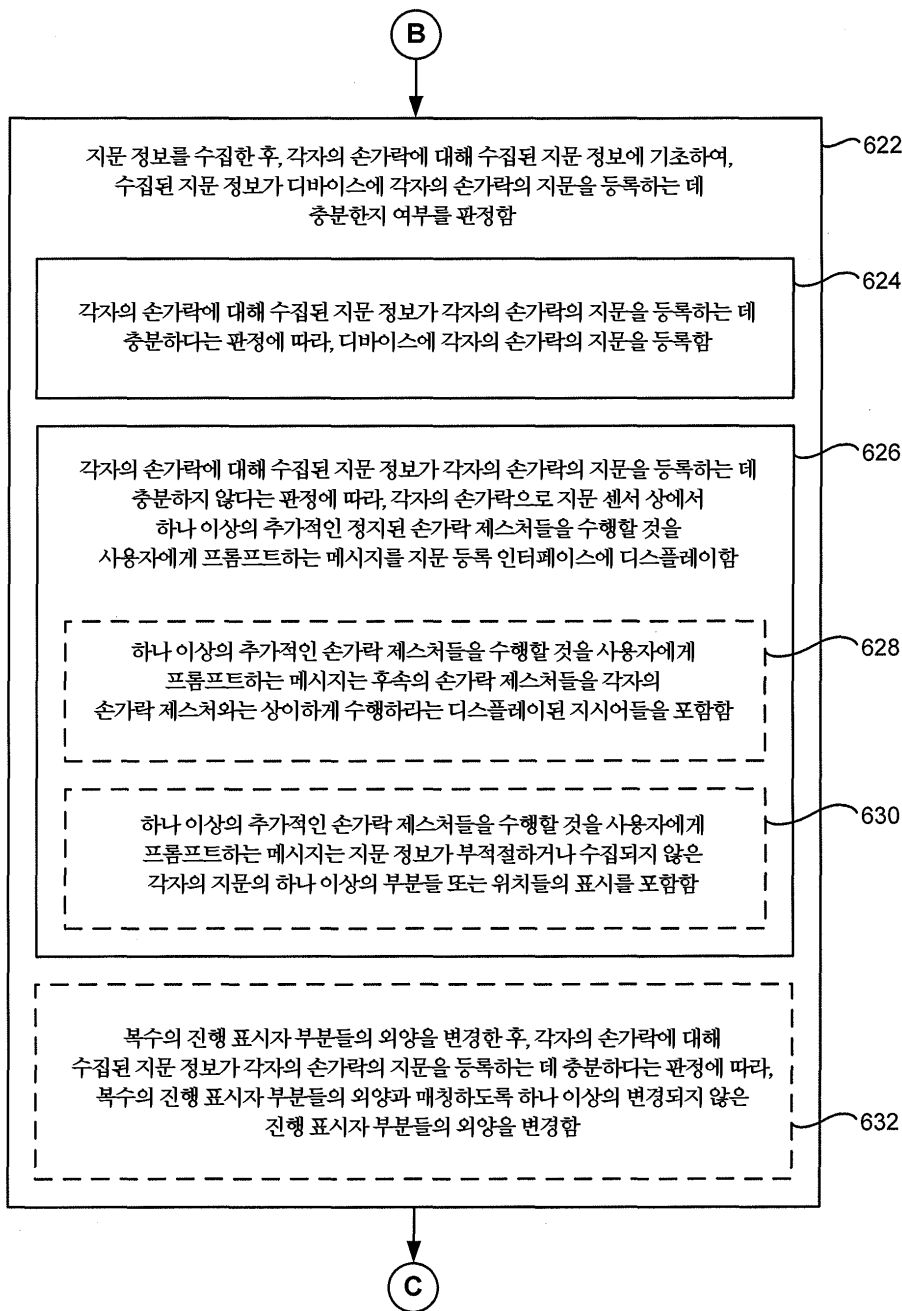 B
지문 정보를 수집한 후, 각자의 손가락에 대해 수집된 지문 정보에 기초하여,
수집된 지문 정보가 디바이스에 각자의 손가락의 지문을 등록하는 데
충분한지 여부를 판정함
622
각자의 손가락에 대해 수집된 지문 정보가 각자의 손가락의 지문을 등록하는 데
충분하다는 판정에 따라, 디바이스에 각자의 손가락의 지문을 등록함
624
각자의 손가락에 대해 수집된 지문 정보가 각자의 손가락의 지문을 등록하는 데
충분하지 않다는 판정에 따라, 각자의 손가락으로 지문 센서 상에서
하나 이상의 추가적인 정지된 손가락 제스처들을 수행할 것을
사용자에게 프롬프트하는 메시지를 지문 등록 인터페이스에 디스플레이함
626
하나 이상의 추가적인 손가락 제스처들을 수행할 것을 사용자에게
프롬프트하는 메시지는 후속의 손가락 제스처들을 각자의
손가락 제스처와는 상이하게 수행하라는 디스플레이된 지시어들을 포함함
628
하나 이상의 추가적인 손가락 제스처들을 수행할 것을 사용자에게
프롬프트하는 메시지는 지문 정보가 부적절하거나 수집되지 않은
각자의 지문의 하나 이상의 부분들 또는 위치들의 표시를 포함함
630
복수의 진행 표시자 부분들의 외양을 변경한 후, 각자의 손가락에 대해
수집된 지문 정보가 각자의 손가락의 지문을 등록하는 데 충분하다는 판정에 따라,
복수의 진행 표시자 부분들의 외양과 매칭하도록 하나 이상의 변경되지 않은
진행 표시자 부분들의 외양을 변경함
632
C